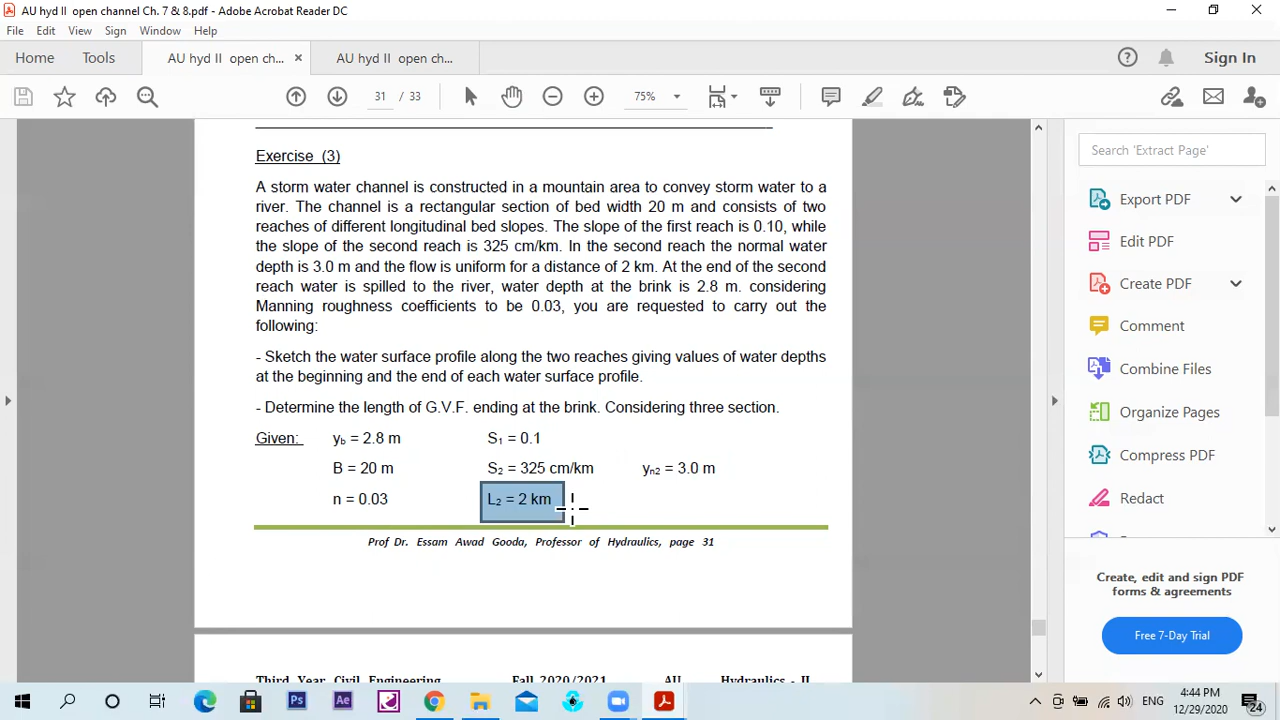 AU hyd II  open channel Ch. 7 & 8.pdf - Adobe Acrobat Reader DC
File Edit View Sign Window Help
Home Tools AU hyd II  open ch... × AU hyd II  open ch... Sign In
31 / 33 75%
Exercise (3)
A storm water channel is constructed in a mountain area to convey storm water to a
river. The channel is a rectangular section of bed width 20 m and consists of two
reaches of different longitudinal bed slopes. The slope of the first reach is 0.10, while
the slope of the second reach is 325 cm/km. In the second reach the normal water
depth is 3.0 m and the flow is uniform for a distance of 2 km. At the end of the second
reach water is spilled to the river, water depth at the brink is 2.8 m. considering
Manning roughness coefficients to be 0.03, you are requested to carry out the
following:
- Sketch the water surface profile along the two reaches giving values of water depths
at the beginning and the end of each water surface profile.
- Determine the length of G.V.F. ending at the brink. Considering three section.
Given: y_b = 2.8 m S₁ = 0.1
B = 20 m S₂ = 325 cm/km yₙ₂ = 3.0 m
n = 0.03 L₂ = 2 km
Prof Dr. Essam Awad Gooda, Professor of Hydraulics, page 31
Third Year Civil Engineering Fall 2020/2021 AU Hydraulics - II
Search 'Extract Page'
Export PDF
Edit PDF
Create PDF
Comment
Combine Files
Organize Pages
Compress PDF
Redact
Create, edit and sign PDF
forms & agreements
Free 7-Day Trial
Ps Ae ENG 4:44 PM
12/29/2020 24